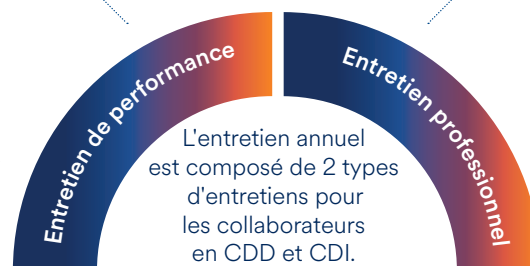 Entretien de performance
Entretien professionnel
L'entretien annuel
est composé de 2 types
d'entretiens pour
les collaborateurs
en CDD et CDI.